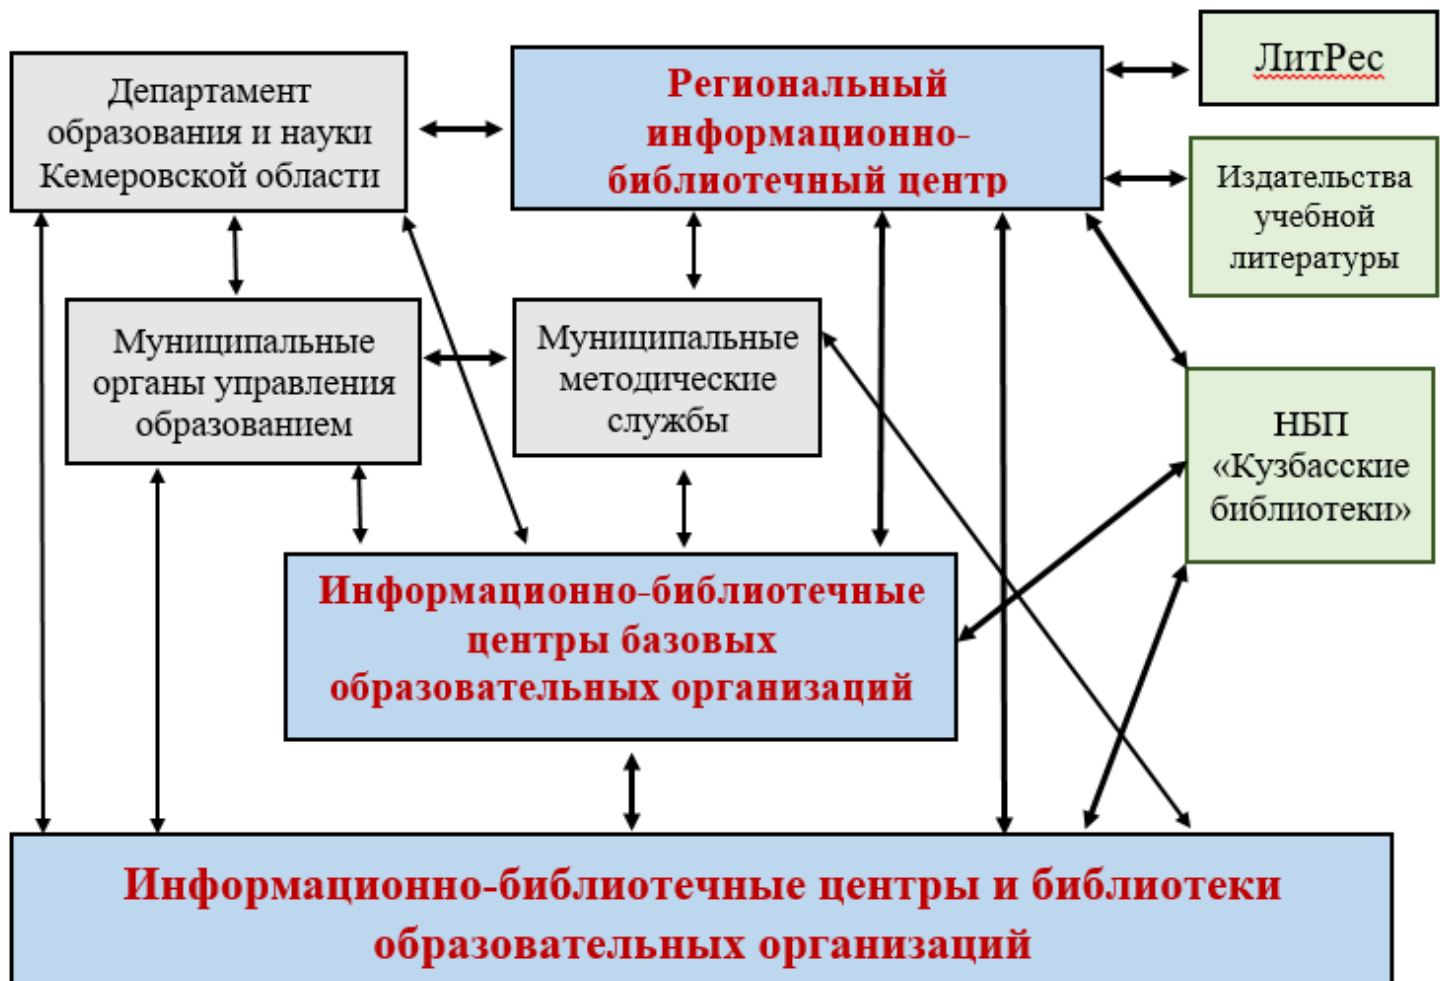 Департамент
образования и науки
Кемеровской области
Региональный
информационно-
библиотечный центр
ЛитРес
Издательства
учебной
литературы
Муниципальные
органы управления
образованием
Муниципальные
методические
службы
НБП
«Кузбасские
библиотеки»
Информационно-библиотечные
центры базовых
образовательных организаций
Информационно-библиотечные центры и библиотеки
образовательных организаций